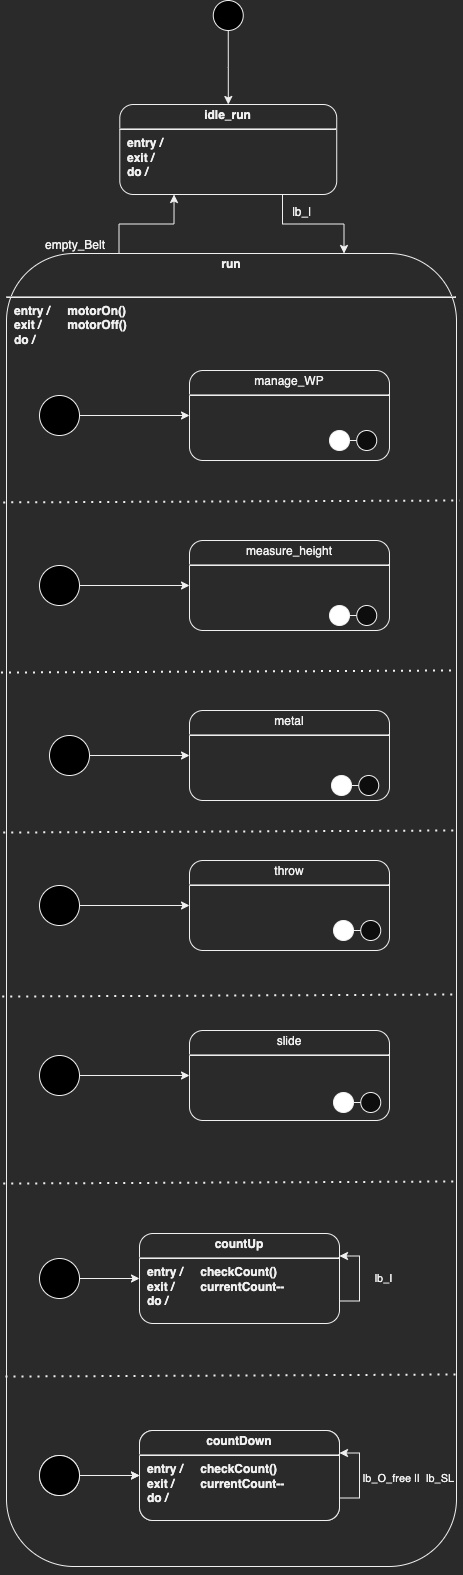 idle_run
entry /
exit /
do /
lb_I
empty_Belt
run
entry / motorOn()
exit / motorOff()
do /
manage_WP
measure_height
metal
throw
slide
countUp
entry / checkCount()
exit / currentCount--
do /
lb_I
countDown
entry / checkCount()
exit / currentCount--
do /
lb_O_free || lb_SL